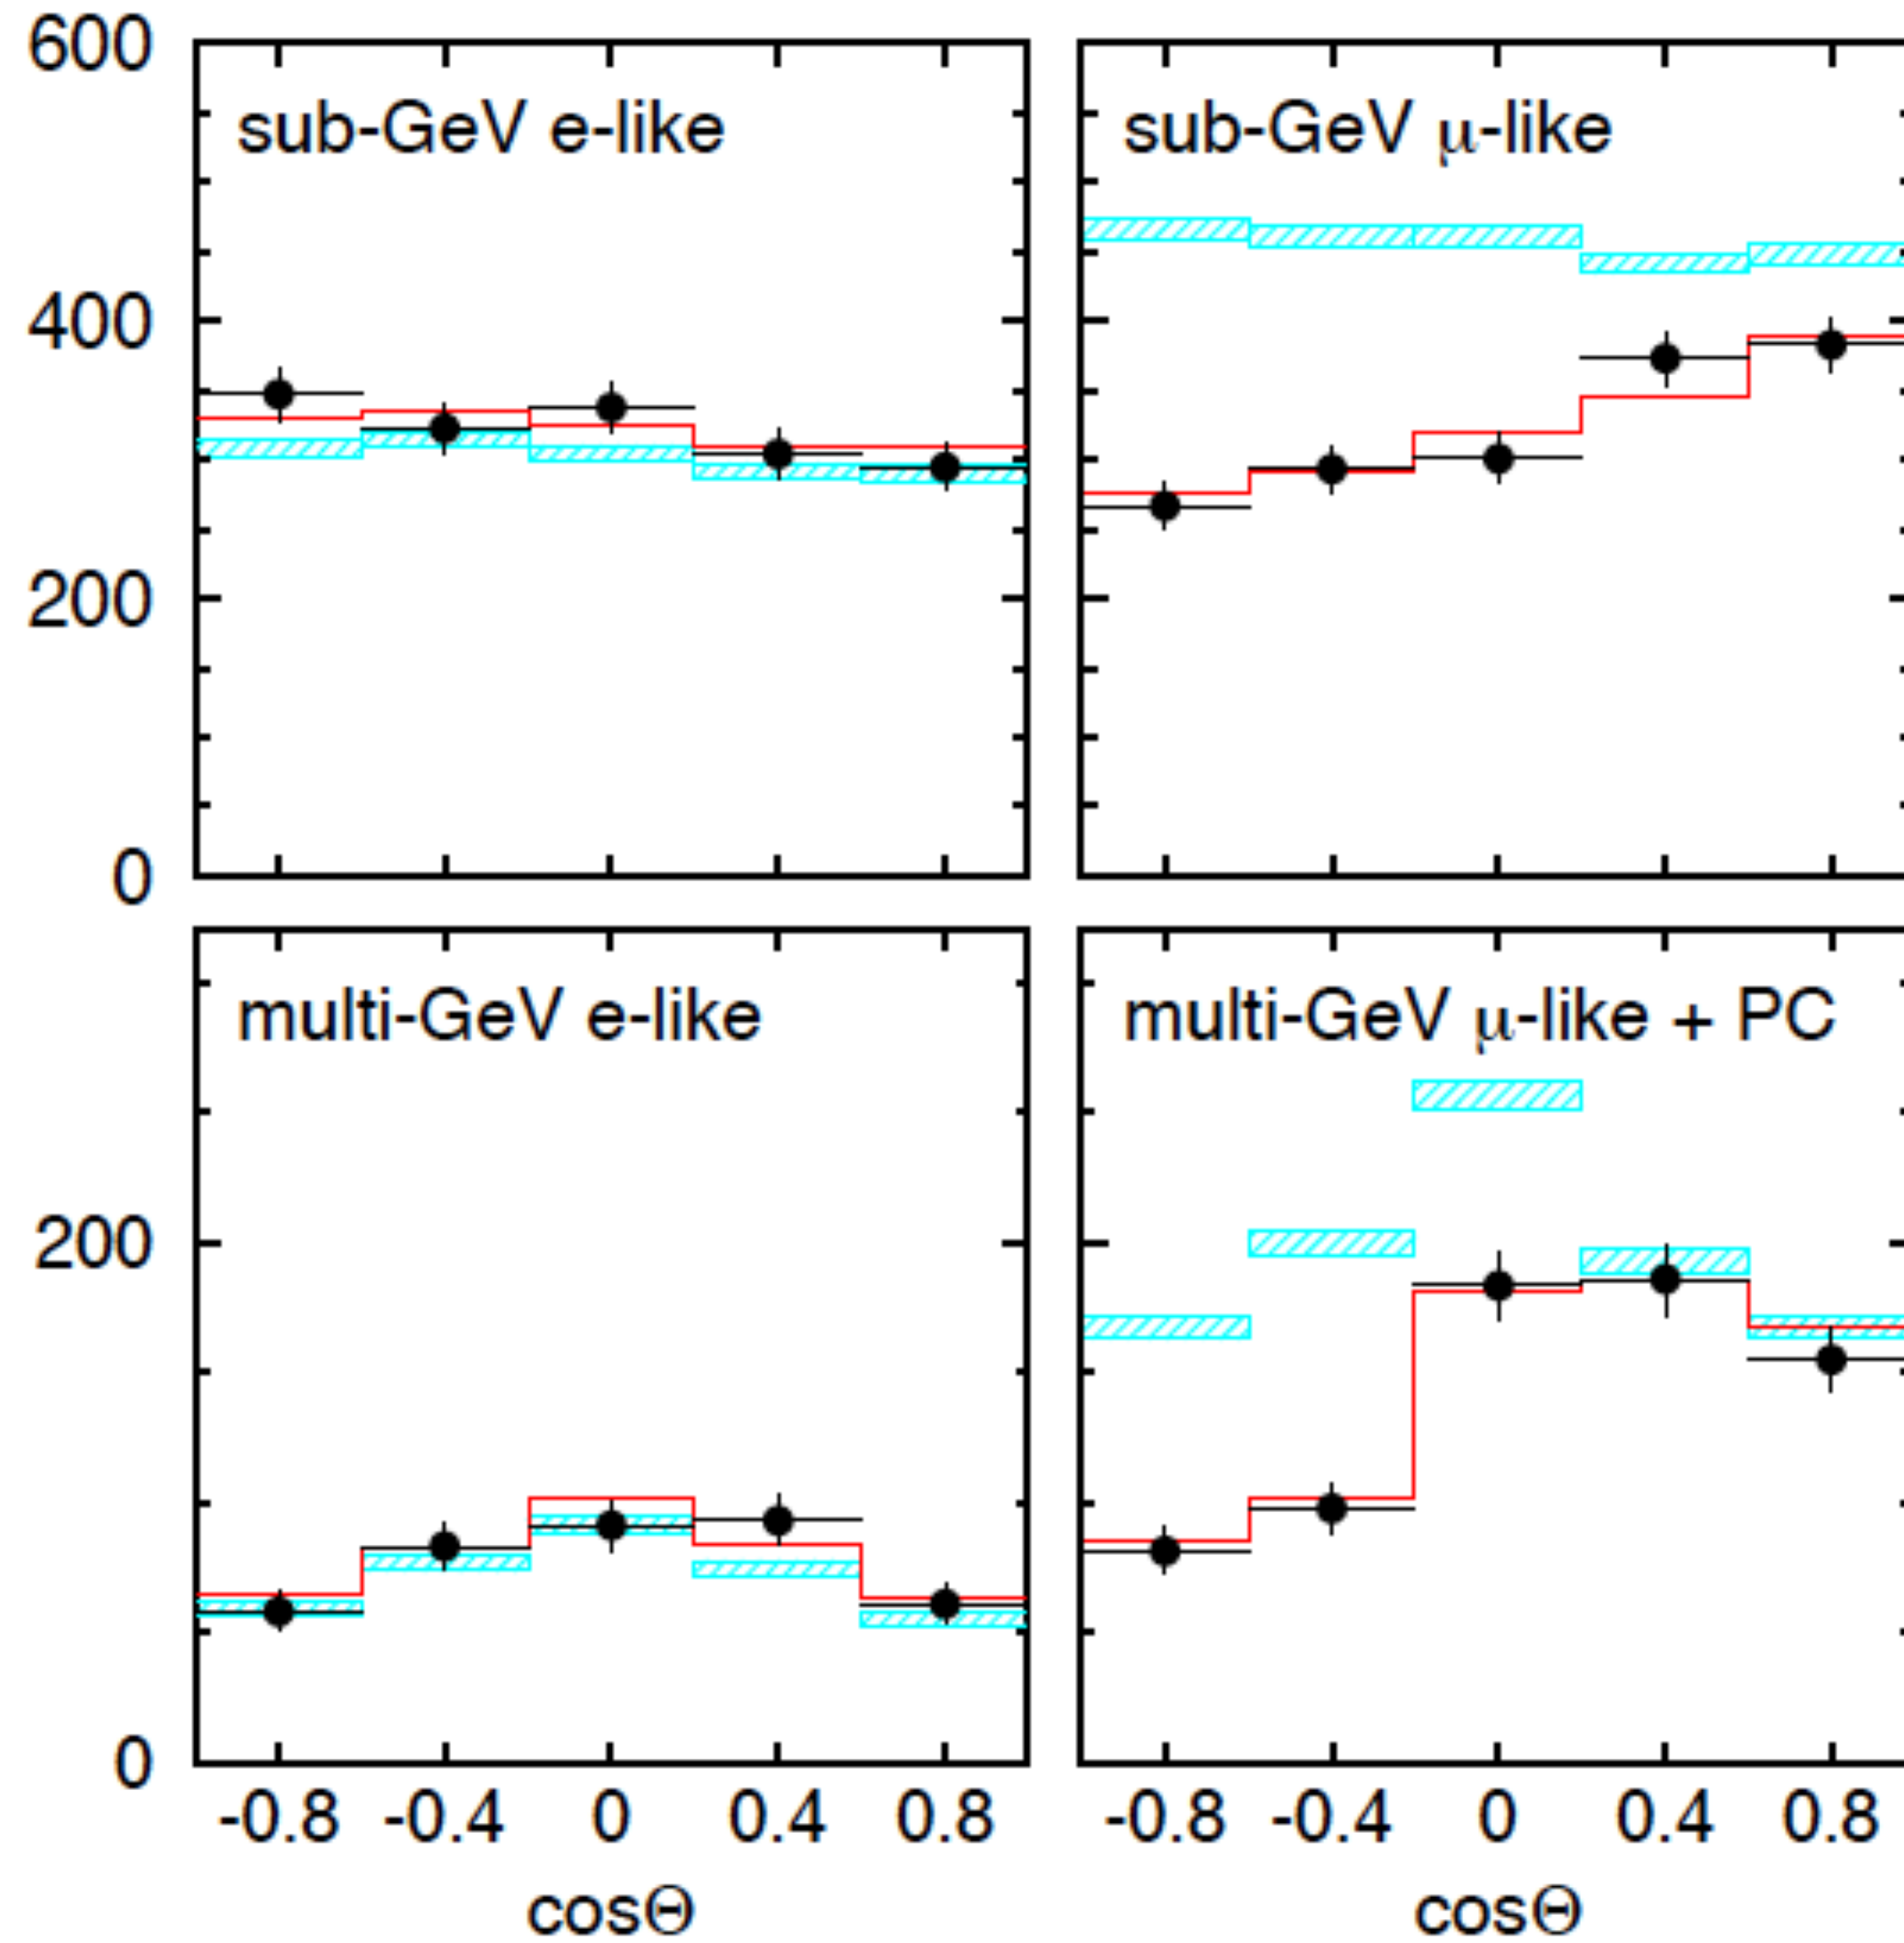 600
sub-GeV e-like
sub-GeV μ-like
400
200
0
multi-GeV e-like
multi-GeV μ-like + PC
200
0
-0.8 -0.4 0 0.4 0.8
-0.8 -0.4 0 0.4 0.8
cosΘ
cosΘ